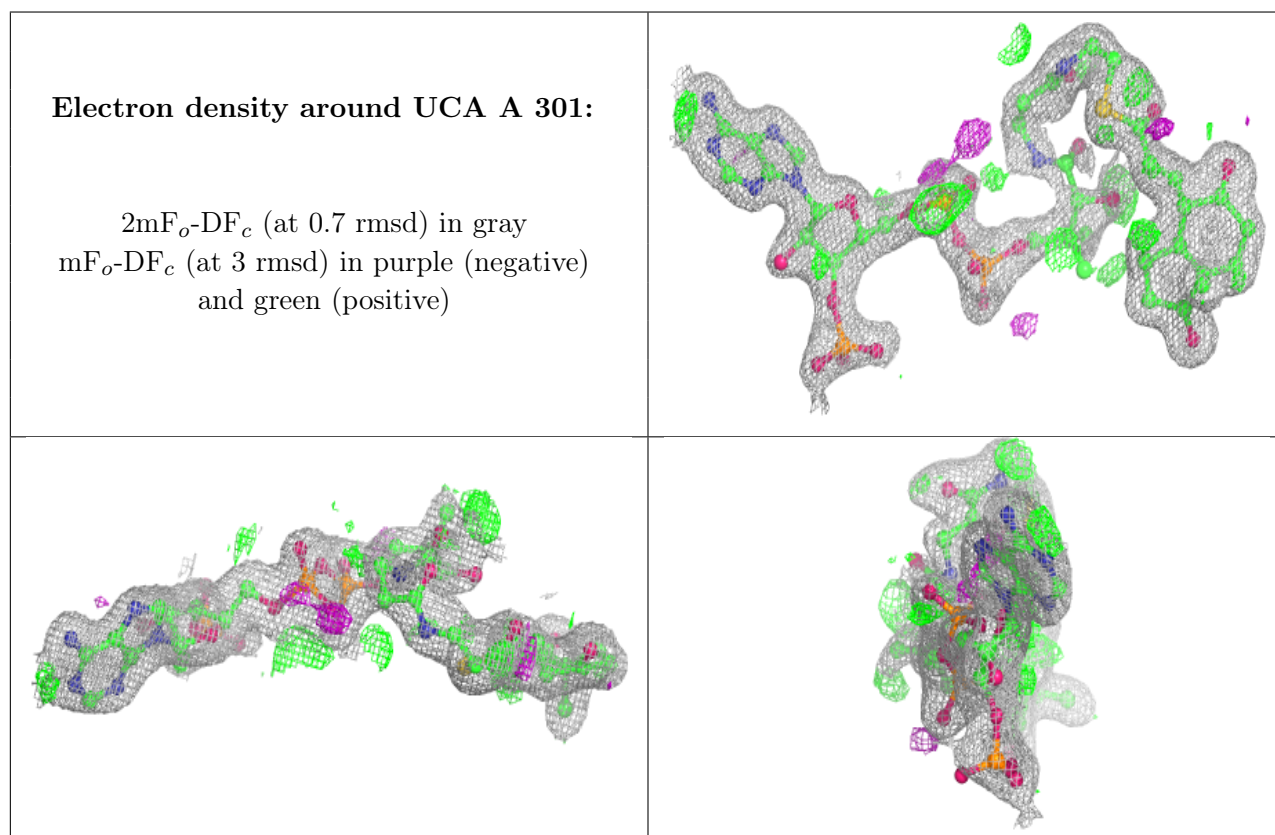 Electron density around UCA A 301:
2mFo-DFc (at 0.7 rmsd) in gray
mFo-DFc (at 3 rmsd) in purple (negative)
and green (positive)